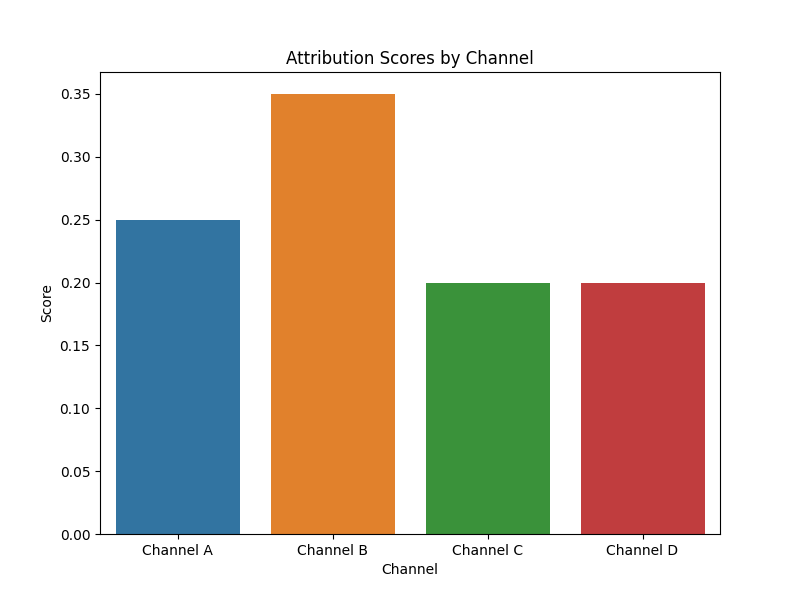 Attribution Scores by Channel
0.35
0.30
0.25
0.20
0.15
0.10
0.05
0.00
Score
Channel A Channel B Channel C Channel D
Channel